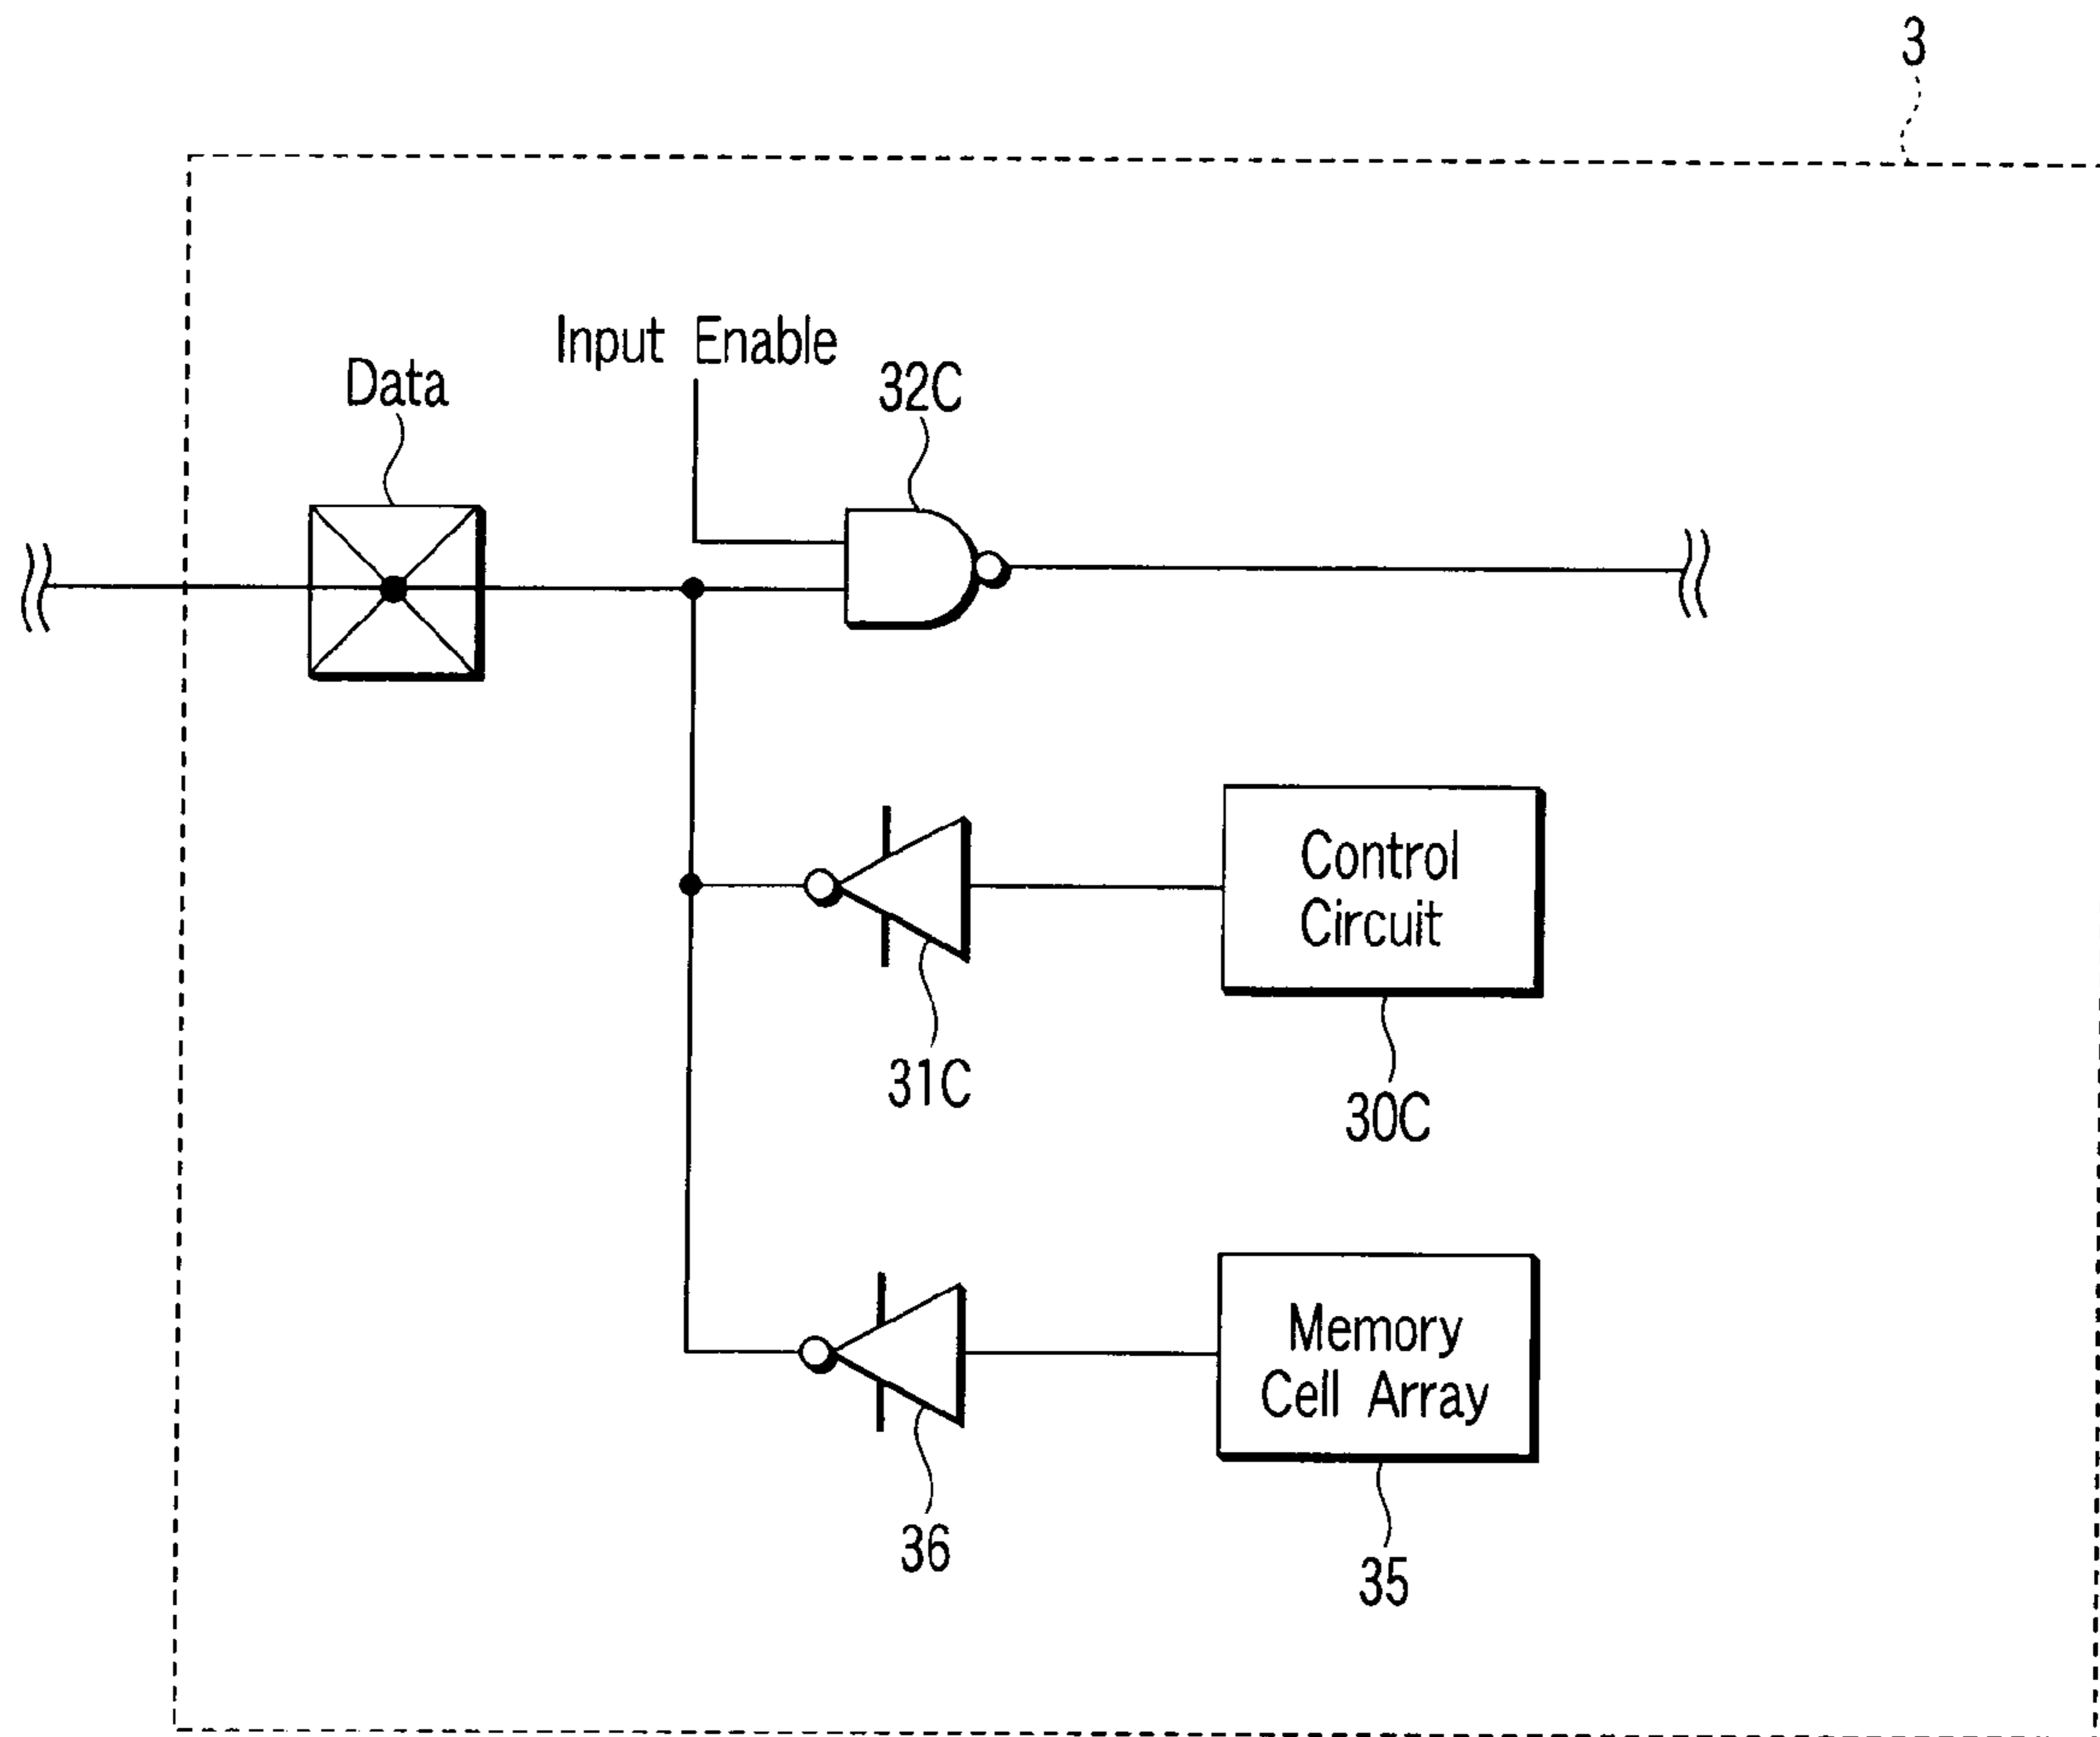 3
Input Enable
Data
32C
Control
Circuit
31C
30C
Memory
Cell Array
36
35